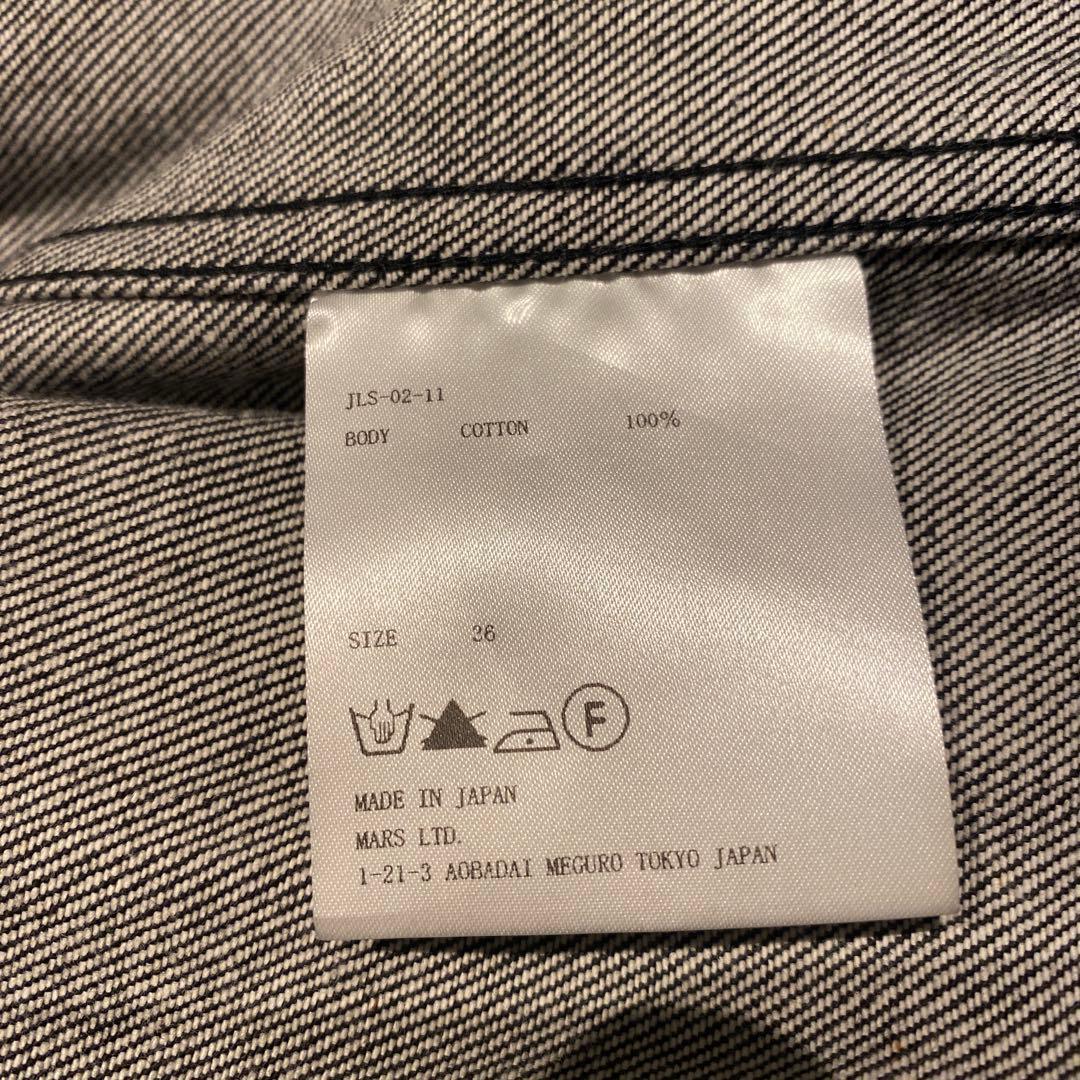 JLS-02-11
BODY COTTON 100%
SIZE 36
F
MADE IN JAPAN
MARS LTD.
1-21-3 AOBADAI MEGURO TOKYO JAPAN